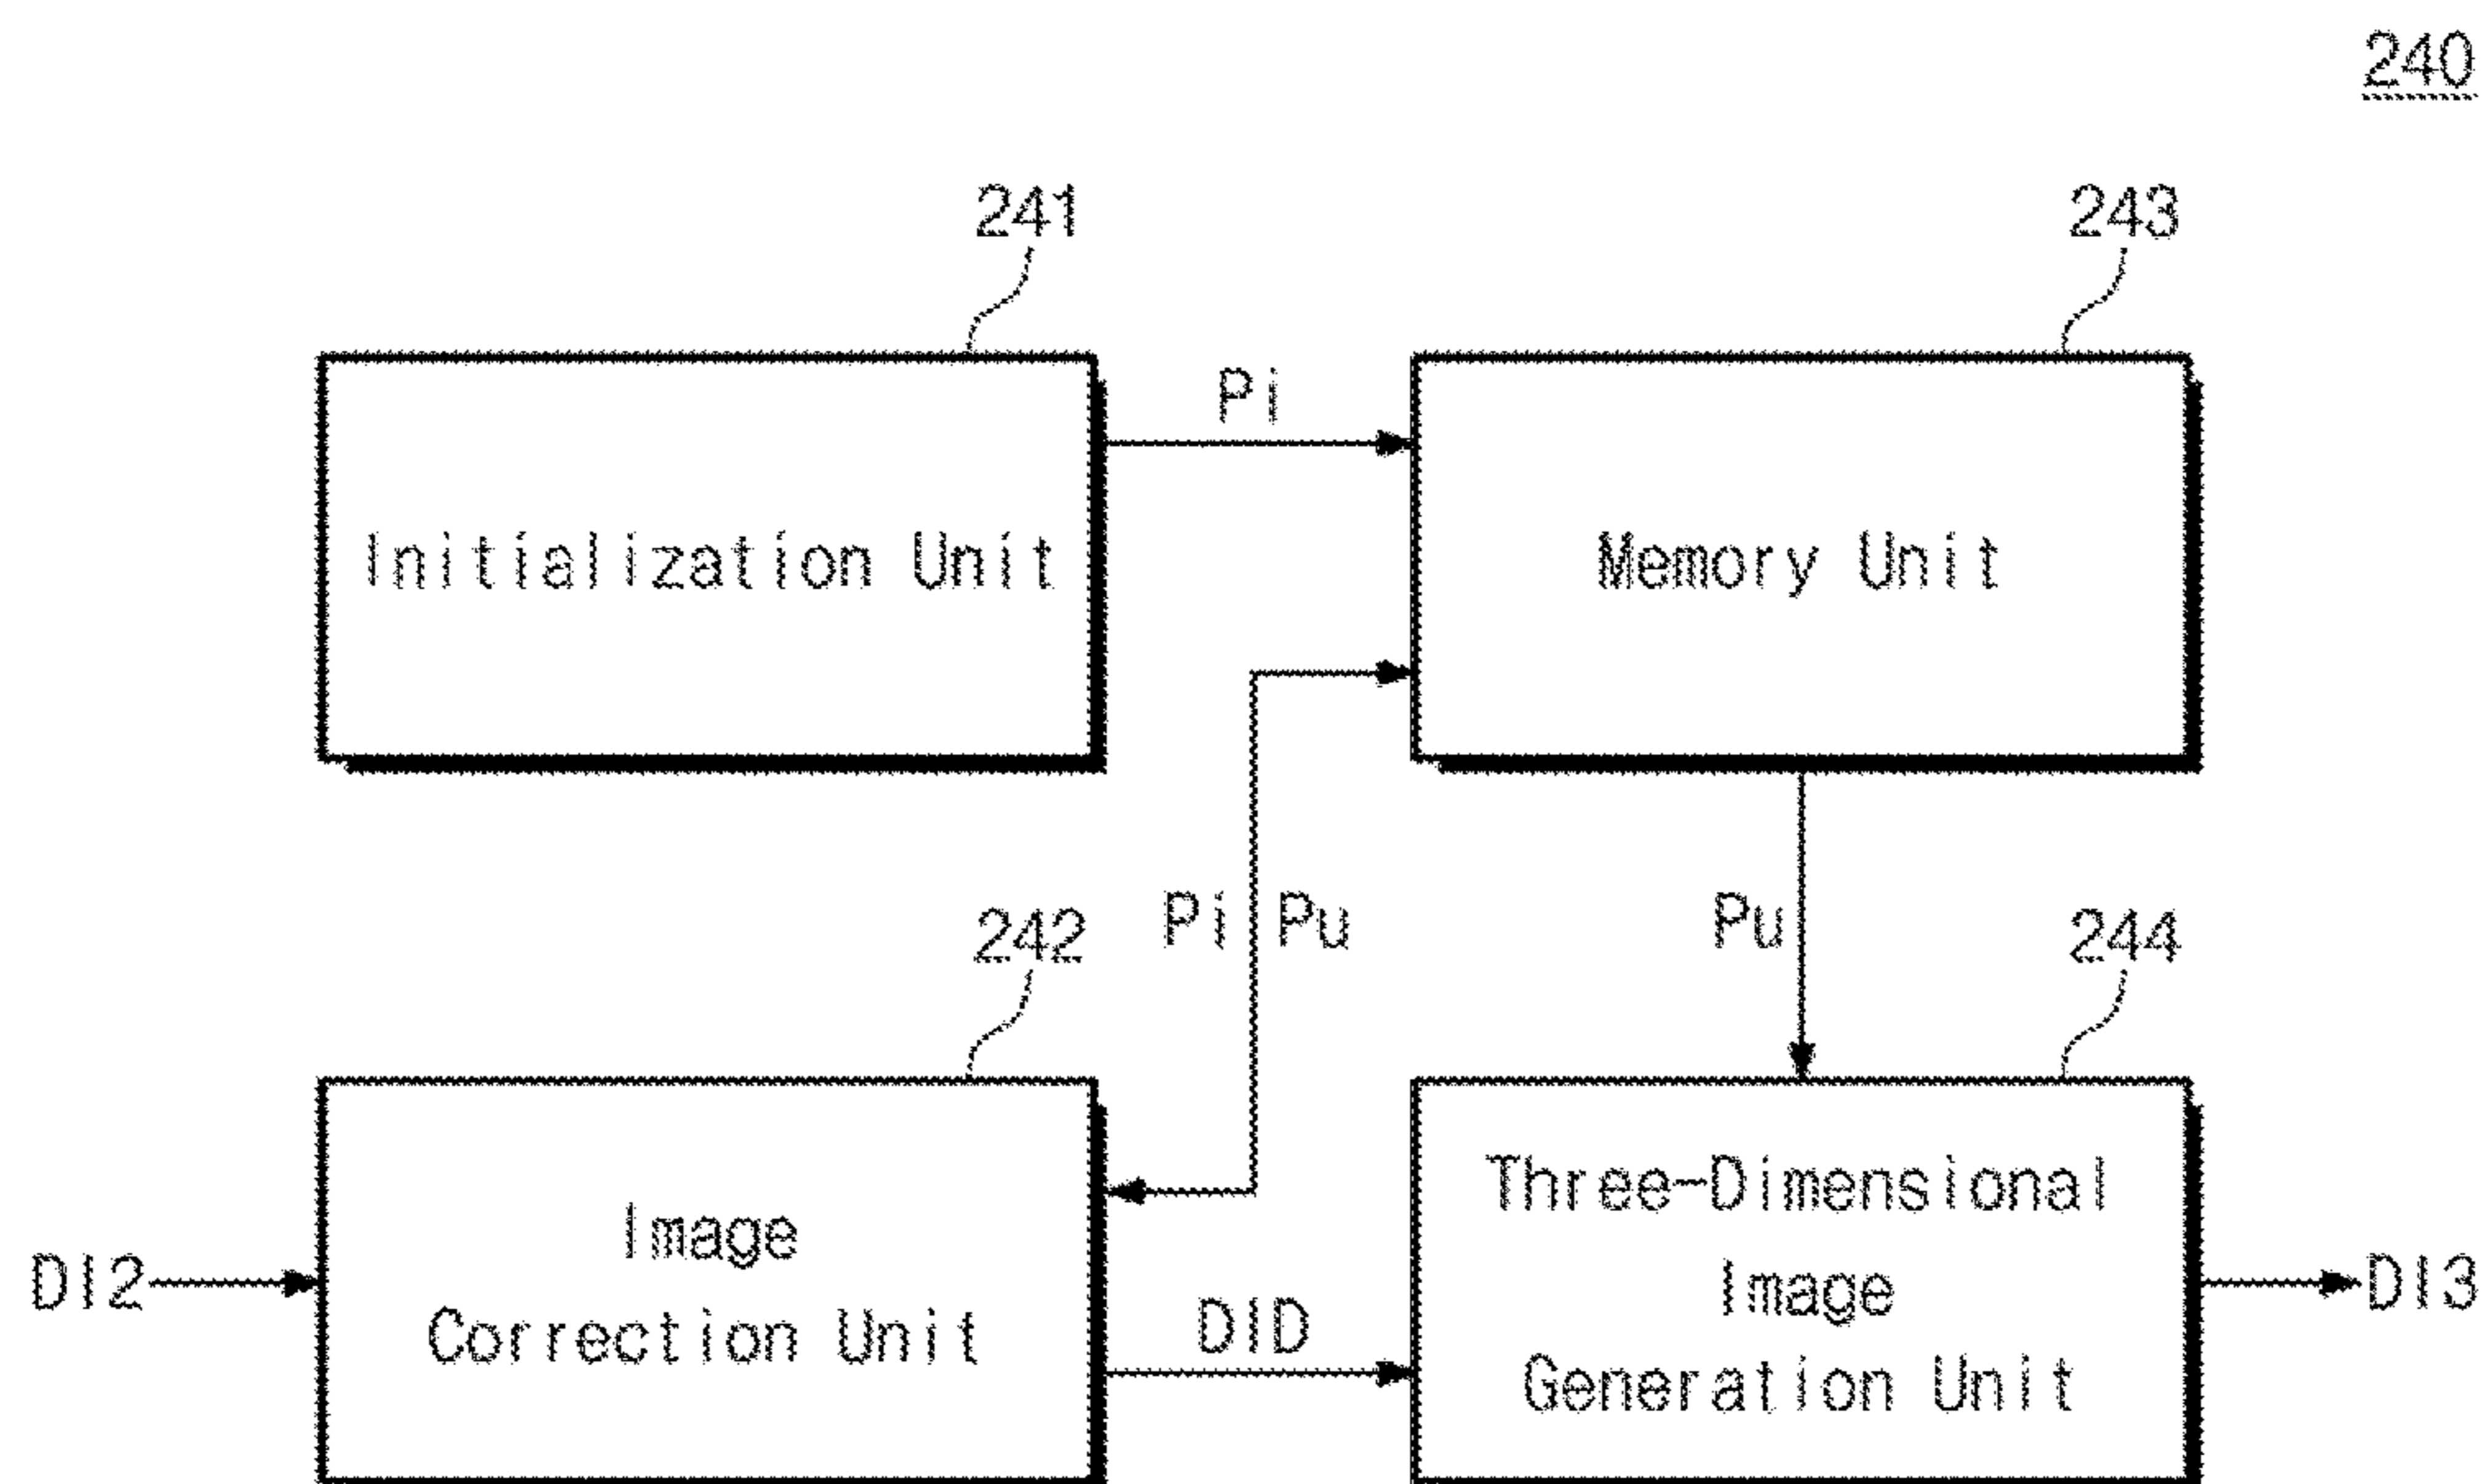 240
241
243
Pi
Initialization Unit
Memory Unit
242
Pi
Pu
Pu
244
Image
Correction Unit
Three-Dimensional
Image
Generation Unit
DI2
DID
DI3